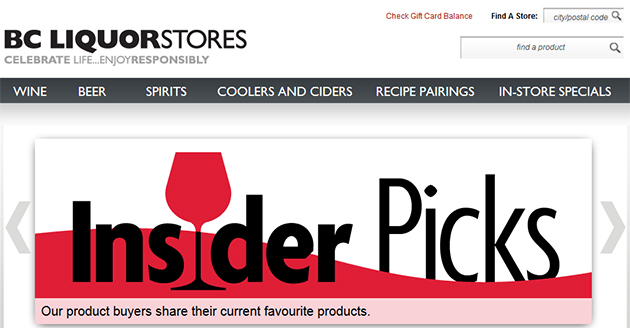 Check Gift Card Balance Find A Store: city/postal code
BC LIQUORSTORES
find a product
CELEBRATE LIFE...ENJOYRESPONSIBLY
WINE BEER SPIRITS COOLERS AND CIDERS RECIPE PAIRINGS IN-STORE SPECIALS
Insider Picks
Our product buyers share their current favourite products.